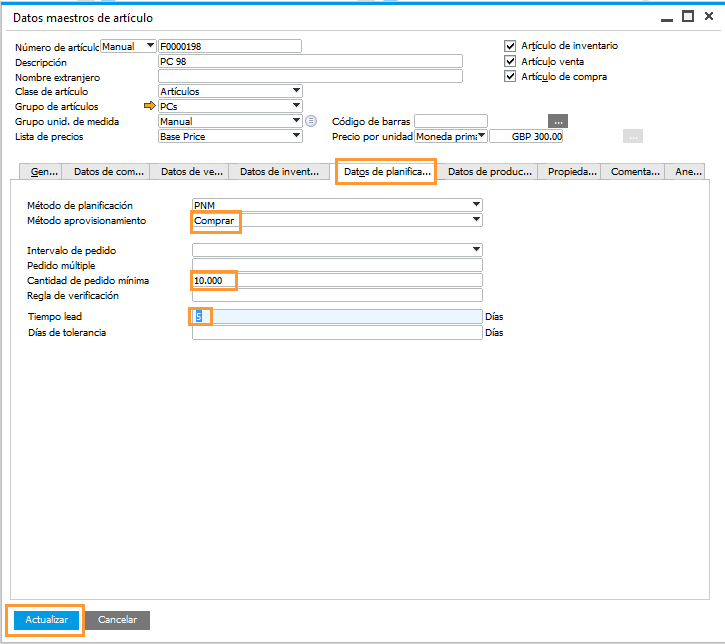 Datos maestros de artículo
Número de artículo Manual F0000198
Descripción PC 98
Nombre extranjero
Clase de artículo Artículos
Grupo de artículos PCs
Grupo unid. de medida Manual
Lista de precios Base Price
Artículo de inventario
Artículo venta
Artículo de compra
Código de barras ...
Precio por unidad Moneda prima GBP 300.00 ...
Gen... Datos de com... Datos de ve... Datos de invent... Datos de planifica... Datos de produc... Propieda... Comenta... Ane...
Método de planificación PNM
Método aprovisionamiento Comprar
Intervalo de pedido
Pedido múltiple
Cantidad de pedido mínima 10.000
Regla de verificación
Tiempo lead 5 Días
Días de tolerancia Días
Actualizar Cancelar